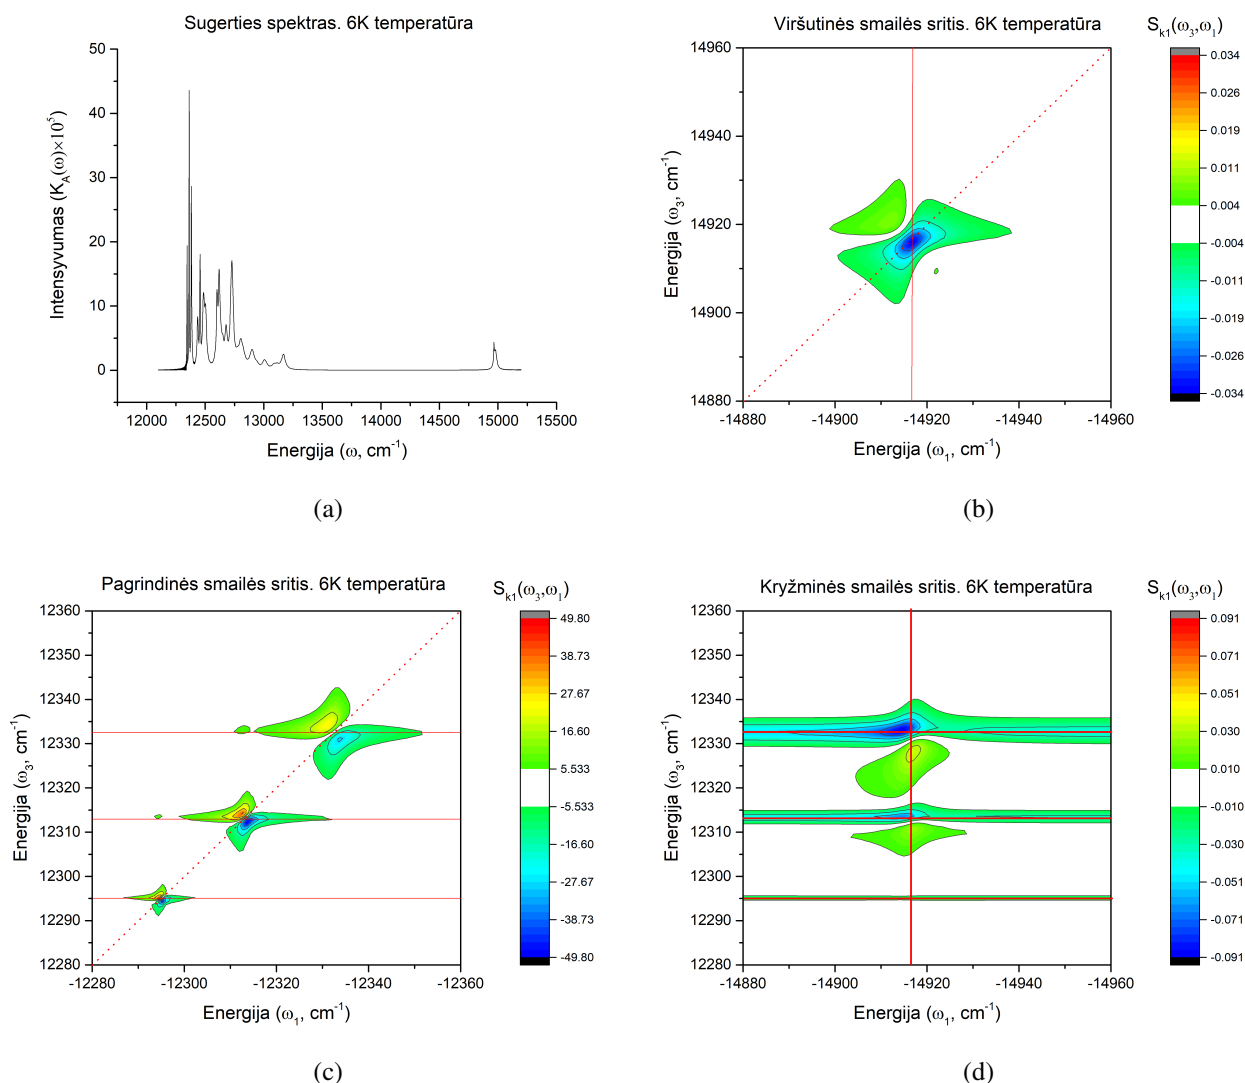 Sugerties spektras. 6K temperatūra
50
40
30
20
10
0
Intensyvumas (K_A(ω)×10^5)
12000 12500 13000 13500 14000 14500 15000 15500
Energija (ω, cm^-1)
(a)
Viršutinės smailės sritis. 6K temperatūra
14960
14940
14920
14900
14880
Energija (ω_3, cm^-1)
-14880 -14900 -14920 -14940 -14960
Energija (ω_1, cm^-1)
S_k1(ω_3,ω_1)
0.034
0.026
0.019
0.011
0.004
-0.004
-0.011
-0.019
-0.026
-0.034
(b)
Pagrindinės smailės sritis. 6K temperatūra
12360
12350
12340
12330
12320
12310
12300
12290
12280
Energija (ω_3, cm^-1)
-12280 -12300 -12320 -12340 -12360
Energija (ω_1, cm^-1)
S_k1(ω_3,ω_1)
49.80
38.73
27.67
16.60
5.533
-5.533
-16.60
-27.67
-38.73
-49.80
(c)
Kryžminės smailės sritis. 6K temperatūra
12360
12350
12340
12330
12320
12310
12300
12290
12280
Energija (ω_3, cm^-1)
-14880 -14900 -14920 -14940 -14960
Energija (ω_1, cm^-1)
S_k1(ω_3,ω_1)
0.091
0.071
0.051
0.030
0.010
-0.010
-0.030
-0.051
-0.071
-0.091
(d)